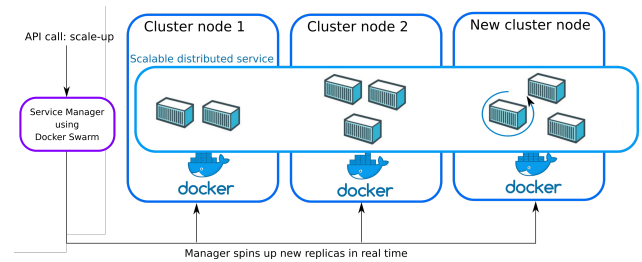 Cluster node 1
Cluster node 2
New cluster node
API call: scale-up
Scalable distributed service
Service Manager
using
Docker Swarm
docker
docker
docker
Manager spins up new replicas in real time